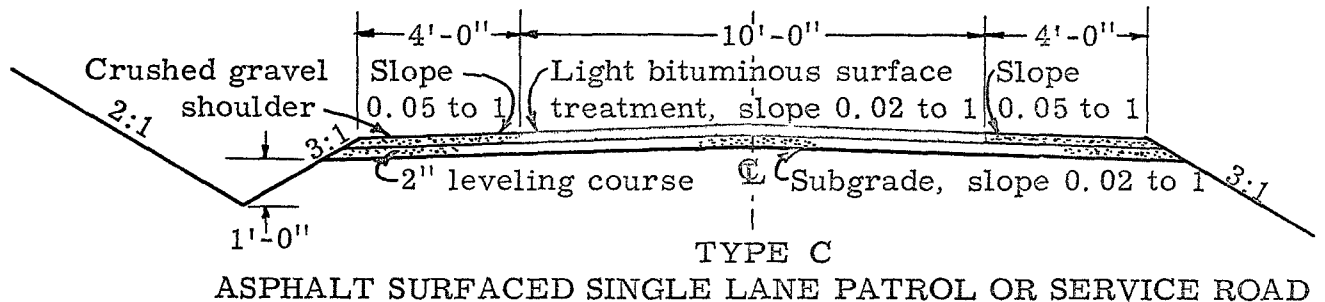 4'-0" 10'-0" 4'-0"
Crushed gravel shoulder
Slope 0.05 to 1
Light bituminous surface treatment, slope 0.02 to 1
Slope 0.05 to 1
2:1
3:1
2" leveling course
℄
Subgrade, slope 0.02 to 1
3:1
1'-0"
TYPE C
ASPHALT SURFACED SINGLE LANE PATROL OR SERVICE ROAD